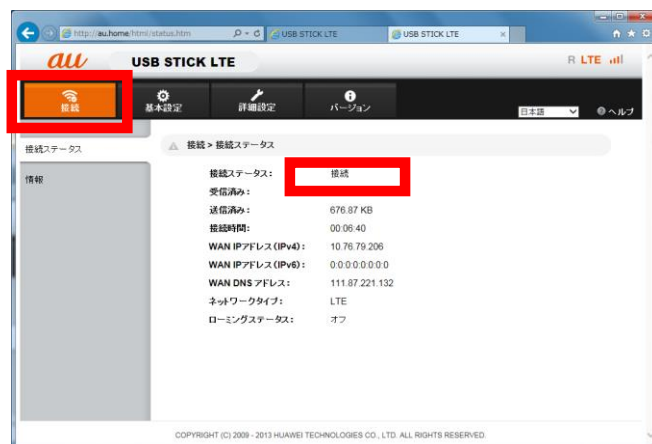 http://au.home/html/status.htm
USB STICK LTE
USB STICK LTE
au
USB STICK LTE
R LTE
接続
基本設定
詳細設定
バージョン
日本語
ヘルプ
接続ステータス
情報
接続 > 接続ステータス
接続ステータス: 接続
受信済み:
送信済み: 676.87 KB
接続時間: 00:06:40
WAN IPアドレス(IPv4): 10.76.79.206
WAN IPアドレス(IPv6): 0:0:0:0:0:0:0
WAN DNS アドレス: 111.87.221.132
ネットワークタイプ: LTE
ローミングステータス: オフ
COPYRIGHT (C) 2009 - 2013 HUAWEI TECHNOLOGIES CO., LTD. ALL RIGHTS RESERVED.